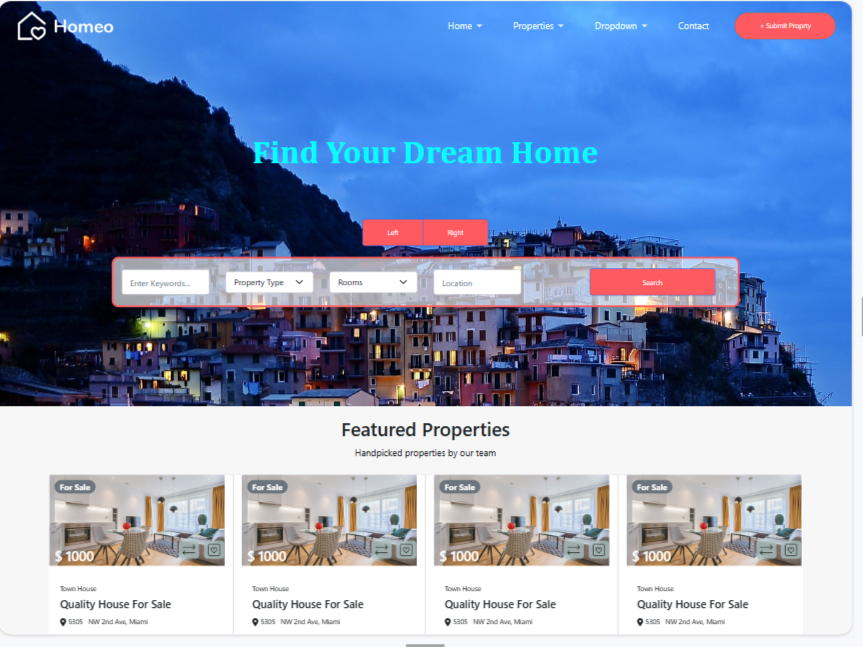 Homeo
Home Properties Dropdown Contact + Submit Proprity
Find Your Dream Home
Left Right
Enter Keywords... Property Type Rooms Location Search
Featured Properties
Handpicked properties by our team
For Sale For Sale For Sale For Sale
$ 1000 $ 1000 $ 1000 $ 1000
Town House Town House Town House Town House
Quality House For Sale Quality House For Sale Quality House For Sale Quality House For Sale
5305 NW 2nd Ave, Miami 5305 NW 2nd Ave, Miami 5305 NW 2nd Ave, Miami 5305 NW 2nd Ave, Miami